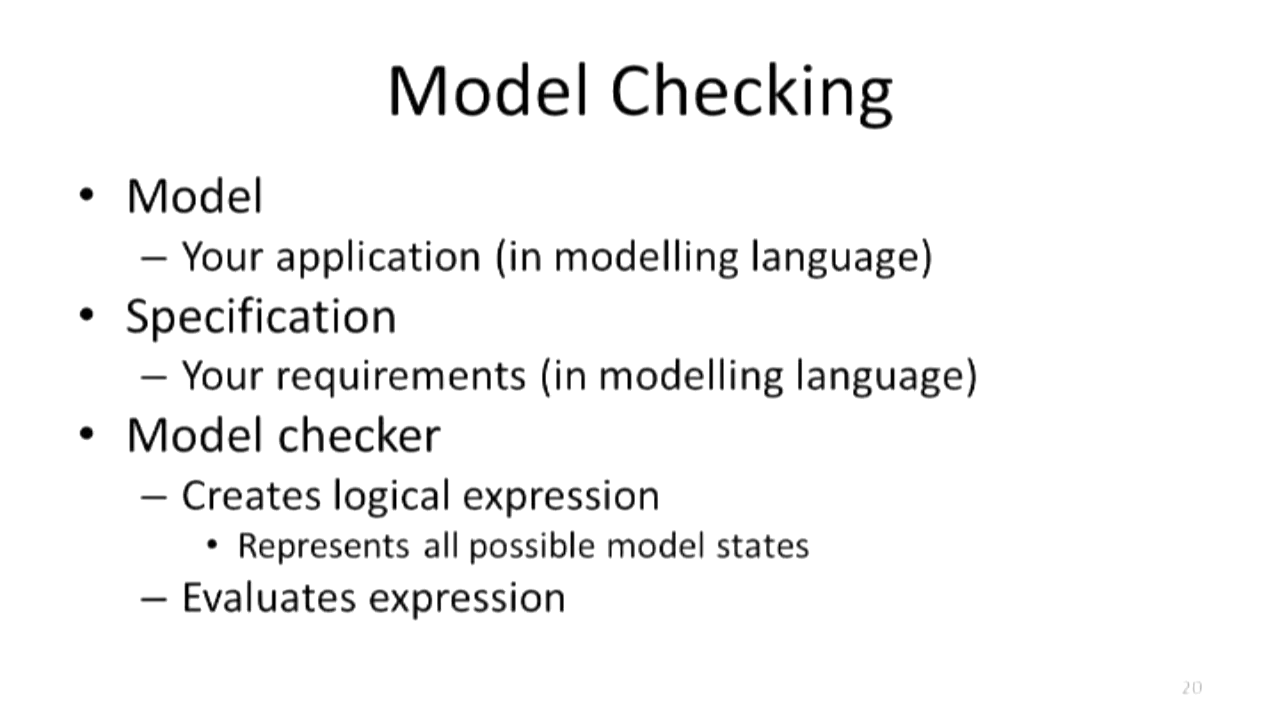 Model Checking
• Model
– Your application (in modelling language)
• Specification
– Your requirements (in modelling language)
• Model checker
– Creates logical expression
• Represents all possible model states
– Evaluates expression
20